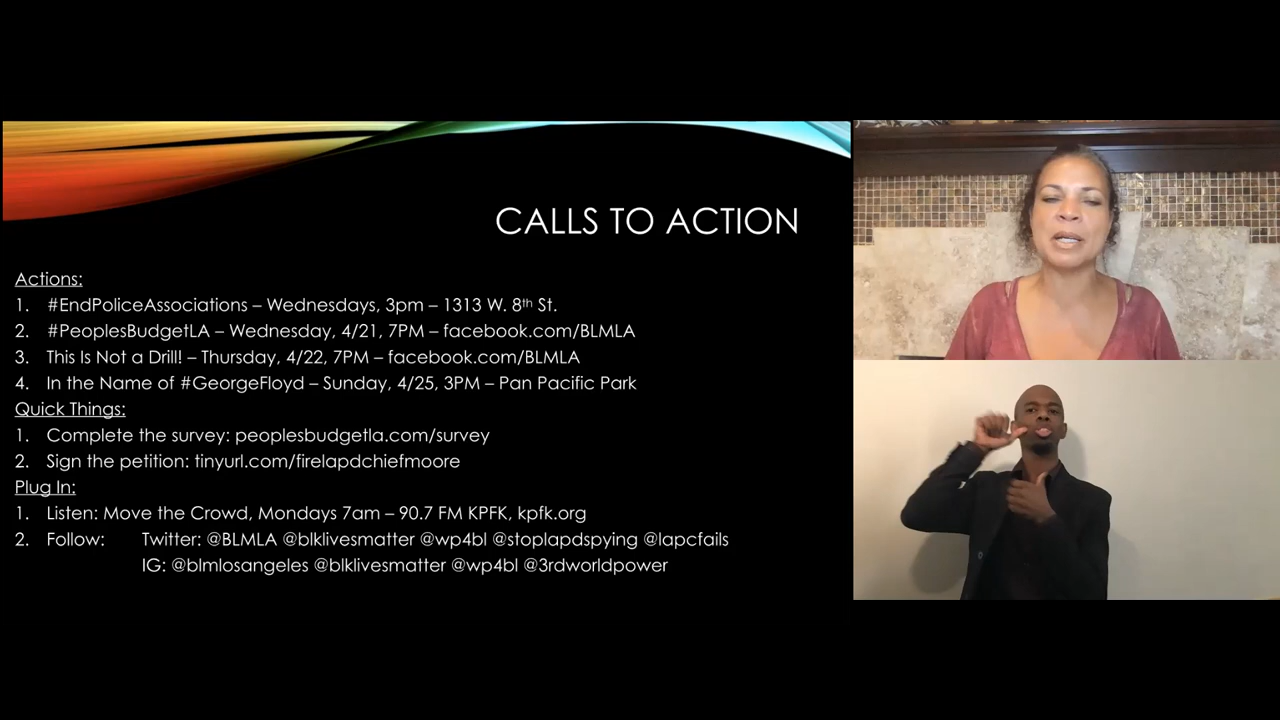 CALLS TO ACTION
Actions:
1. #EndPoliceAssociations – Wednesdays, 3pm – 1313 W. 8th St.
2. #PeoplesBudgetLA – Wednesday, 4/21, 7PM – facebook.com/BLMLA
3. This Is Not a Drill! – Thursday, 4/22, 7PM – facebook.com/BLMLA
4. In the Name of #GeorgeFloyd – Sunday, 4/25, 3PM – Pan Pacific Park
Quick Things:
1. Complete the survey: peoplesbudgetla.com/survey
2. Sign the petition: tinyurl.com/firelapdchiefmoore
Plug In:
1. Listen: Move the Crowd, Mondays 7am – 90.7 FM KPFK, kpfk.org
2. Follow: Twitter: @BLMLA @blklivesmatter @wp4bl @stoplapdspying @lapcfails
IG: @blmlosangeles @blklivesmatter @wp4bl @3rdworldpower